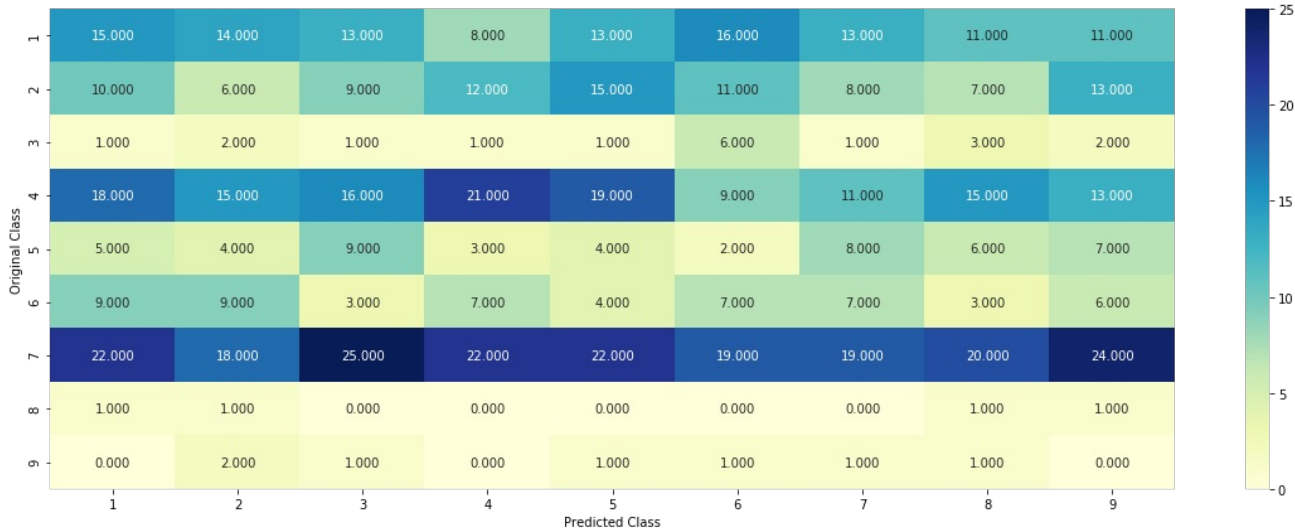 1 15.000 14.000 13.000 8.000 13.000 16.000 13.000 11.000 11.000
2 10.000 6.000 9.000 12.000 15.000 11.000 8.000 7.000 13.000
3 1.000 2.000 1.000 1.000 1.000 6.000 1.000 3.000 2.000
4 18.000 15.000 16.000 21.000 19.000 9.000 11.000 15.000 13.000
Original Class
5 5.000 4.000 9.000 3.000 4.000 2.000 8.000 6.000 7.000
6 9.000 9.000 3.000 7.000 4.000 7.000 7.000 3.000 6.000
7 22.000 18.000 25.000 22.000 22.000 19.000 19.000 20.000 24.000
8 1.000 1.000 0.000 0.000 0.000 0.000 0.000 1.000 1.000
9 0.000 2.000 1.000 0.000 1.000 1.000 1.000 1.000 0.000
1 2 3 4 5 6 7 8 9
Predicted Class
25
20
15
10
5
0